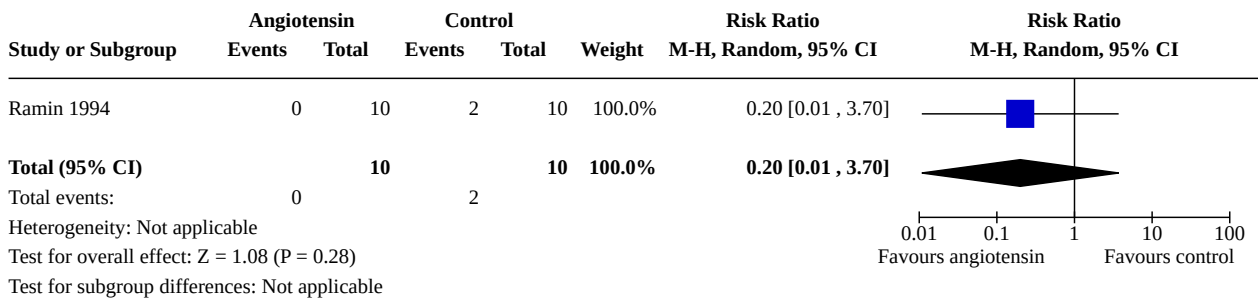 Angiotensin Control Risk Ratio Risk Ratio
Study or Subgroup Events Total Events Total Weight M-H, Random, 95% CI M-H, Random, 95% CI
Ramin 1994 0 10 2 10 100.0% 0.20 [0.01 , 3.70]
Total (95% CI) 10 10 100.0% 0.20 [0.01 , 3.70]
Total events: 0 2
Heterogeneity: Not applicable
0.01 0.1 1 10 100
Test for overall effect: Z = 1.08 (P = 0.28) Favours angiotensin Favours control
Test for subgroup differences: Not applicable